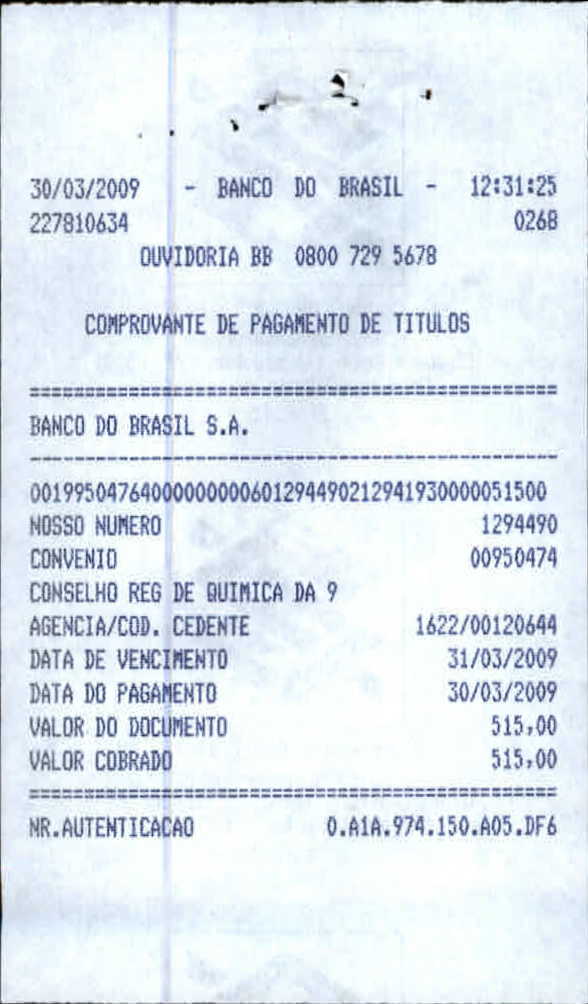 30/03/2009 - BANCO DO BRASIL - 12:31:25
227810634 0268
OUVIDORIA BB 0800 729 5678
COMPROVANTE DE PAGAMENTO DE TITULOS
================================================
BANCO DO BRASIL S.A.
------------------------------------------------
00199504764000000000601294490212941930000051500
NOSSO NUMERO 1294490
CONVENIO 00950474
CONSELHO REG DE QUIMICA DA 9
AGENCIA/COD. CEDENTE 1622/00120644
DATA DE VENCIMENTO 31/03/2009
DATA DO PAGAMENTO 30/03/2009
VALOR DO DOCUMENTO 515,00
VALOR COBRADO 515,00
================================================
NR.AUTENTICACAO 0.A1A.974.150.A05.DF6